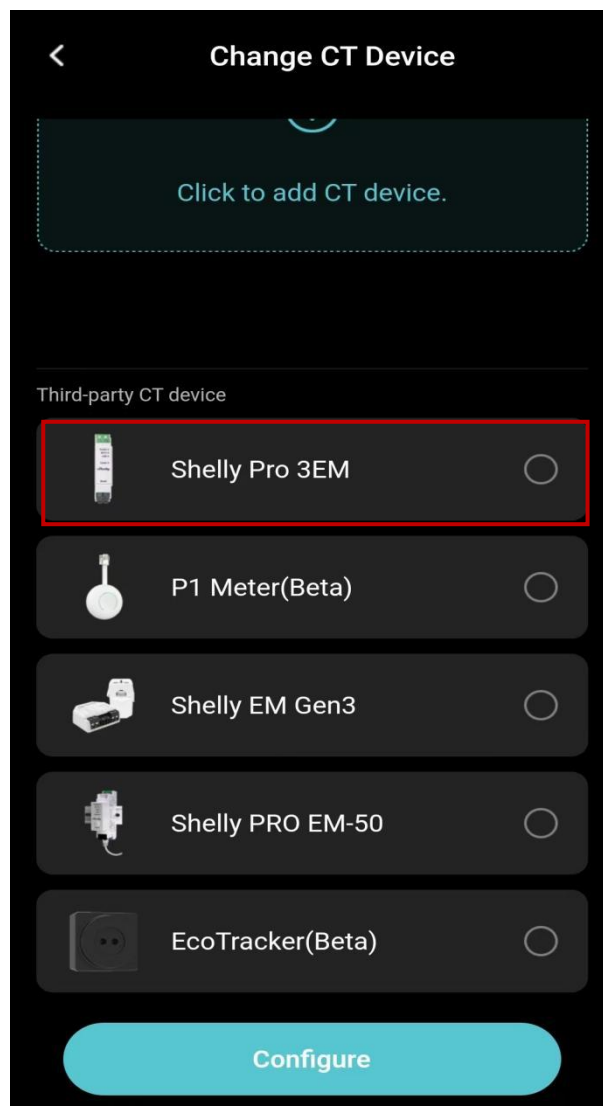 Change CT Device
Click to add CT device.
Third-party CT device
Shelly Pro 3EM
P1 Meter(Beta)
Shelly EM Gen3
Shelly PRO EM-50
EcoTracker(Beta)
Configure